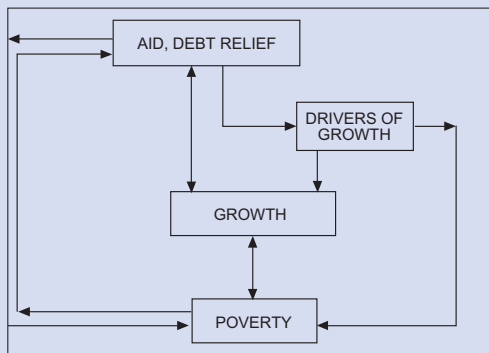 AID, DEBT RELIEF
DRIVERS OF
GROWTH
GROWTH
POVERTY